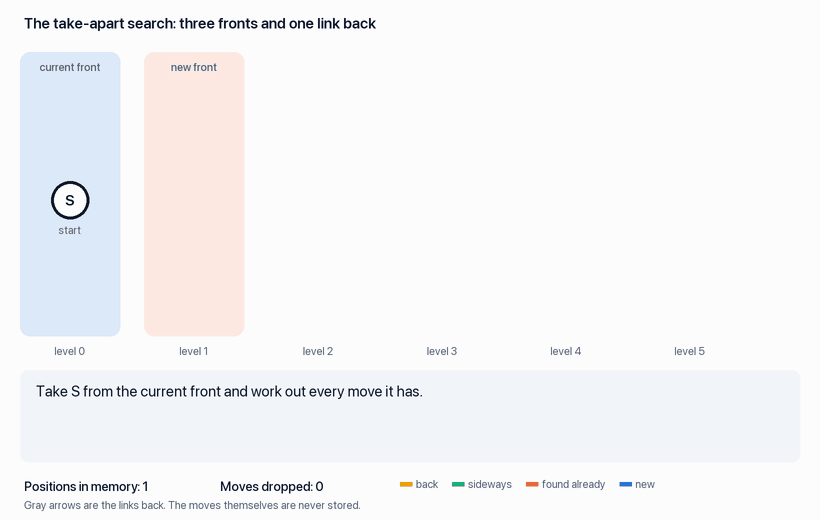 The take-apart search: three fronts and one link back
current front
new front
S
start
level 0
level 1
level 2
level 3
level 4
level 5
Take S from the current front and work out every move it has.
Positions in memory: 1
Moves dropped: 0
back
sideways
found already
new
Gray arrows are the links back. The moves themselves are never stored.